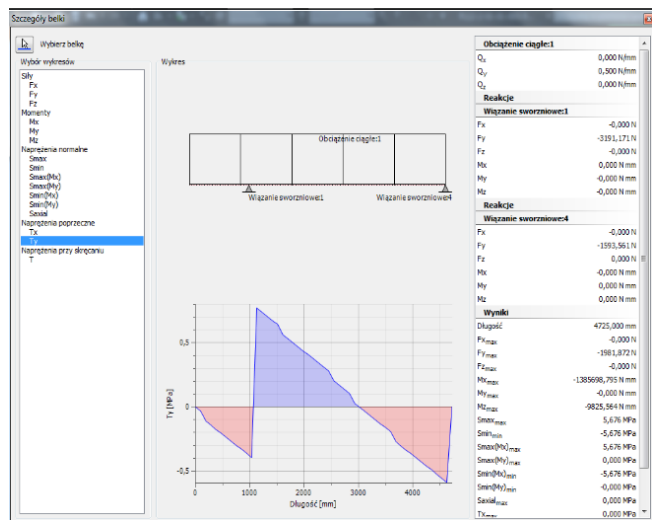 Szczegóły belki
Wybierz belkę
Wybór wykresów
Siły
Fx
Fy
Fz
Momenty
Mx
My
Mz
Naprężenia normalne
Smax
Smin
Smax(Mx)
Smax(My)
Smin(Mx)
Smin(My)
Saxial
Naprężenia poprzeczne
Tx
Ty
Naprężenia przy skręcaniu
T
Wykres
Obciążenie ciągłe:1
Wiązanie sworzniowe:1
Wiązanie sworzniowe:4
Ty [MPa]
0,5
0
-0,5
0
1000
2000
3000
4000
Długość [mm]
Obciążenie ciągłe:1
Qx 0,000 N/mm
Qy 0,500 N/mm
Qz 0,000 N/mm
Reakcje
Wiązanie sworzniowe:1
Fx -0,000 N
Fy -3191,171 N
Fz -0,000 N
Mx 0,000 N mm
My -0,000 N mm
Mz -0,000 N mm
Reakcje
Wiązanie sworzniowe:4
Fx -0,000 N
Fy -1593,561 N
Fz 0,000 N
Mx -0,000 N mm
My 0,000 N mm
Mz 0,000 N mm
Wyniki
Długość 4725,000 mm
Fxmax -0,000 N
Fymax -1981,872 N
Fzmax -0,000 N
Mxmax -1385698,795 N mm
Mymax -0,000 N mm
Mzmax -9825,564 N mm
Smaxmax 5,676 MPa
Sminmin -5,676 MPa
Smax(Mx)max 5,676 MPa
Smax(My)max 0,000 MPa
Smin(Mx)min -5,676 MPa
Smin(My)min -0,000 MPa
Saxialmax 0,000 MPa
Txmax 0,000 MPa